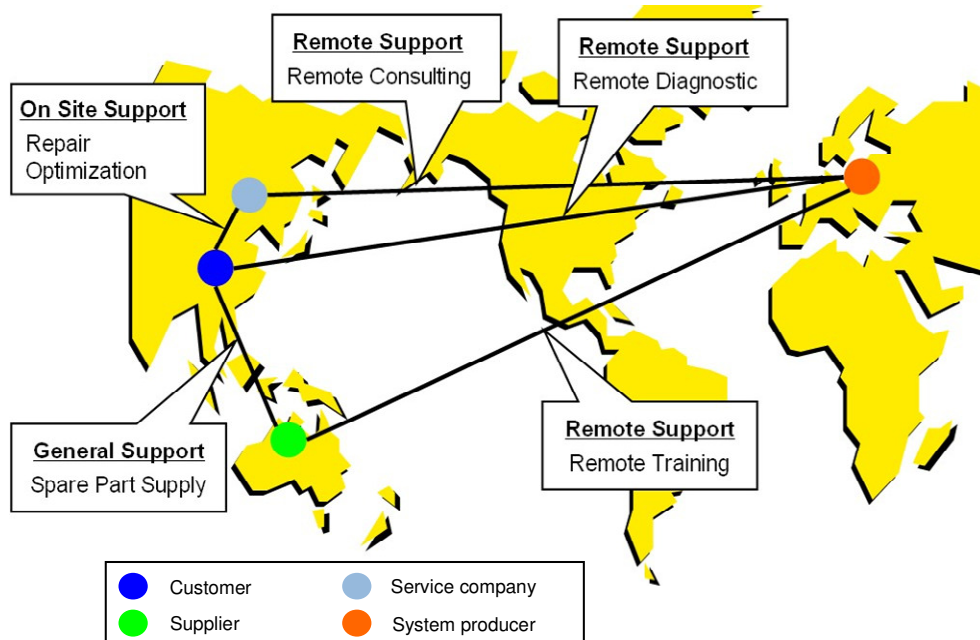 Remote Support
Remote Consulting
Remote Support
Remote Diagnostic
On Site Support
Repair
Optimization
General Support
Spare Part Supply
Remote Support
Remote Training
Customer
Service company
Supplier
System producer